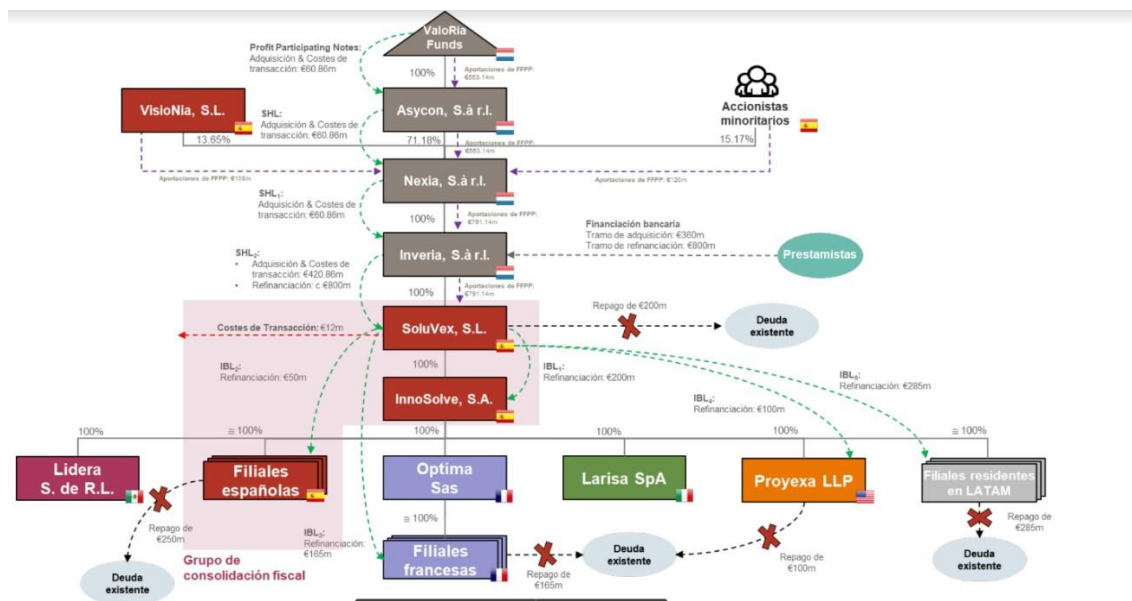 ValoRia
Funds
Profit Participating Notes:
Adquisición & Costes de
transacción: €60.86m
100%
Aportaciones de FFPP:
€553.14m
VisioNia, S.L.
SHL:
Adquisición & Costes de
transacción: €60.86m
Asycon, S.à r.l.
Accionistas
minoritarios
13.65%
71.18%
15.17%
Aportaciones de FFPP:
€553.14m
Aportaciones de FFPP:
Nexia, S.à r.l.
Aportaciones de FFPP: €120m
SHL₁:
Adquisición & Costes de
transacción: €60.86m
100%
Aportaciones de FFPP:
€791.14m
Financiación bancaria
Tramo de adquisición: €360m
Tramo de refinanciación: €800m
Inveria, S.à r.l.
Prestamistas
SHL₂:
• Adquisición & Costes de
transacción: €420.86m
• Refinanciación: c.€800m
100%
Aportaciones de FFPP:
€791.14m
Costes de Transacción: €12m
SoluVex, S.L.
Repago de €200m
Deuda
existente
IBL₂:
Refinanciación: €50m
100%
IBL₁:
Refinanciación: €200m
IBL₅:
Refinanciación: €285m
IBL₄:
Refinanciación: €100m
InnoSolve, S.A.
100%
≅ 100%
100%
100%
100%
≅ 100%
Lidera
S. de R.L.
Filiales
españolas
Optima
Sas
Larisa SpA
Proyexa LLP
Filiales residentes
en LATAM
Repago de
€250m
IBL₃:
Refinanciación:
€165m
≅ 100%
Repago de
€285m
Deuda
existente
Grupo de
consolidación fiscal
Filiales
francesas
Repago de
€165m
Deuda
existente
Repago de
€100m
Deuda
existente